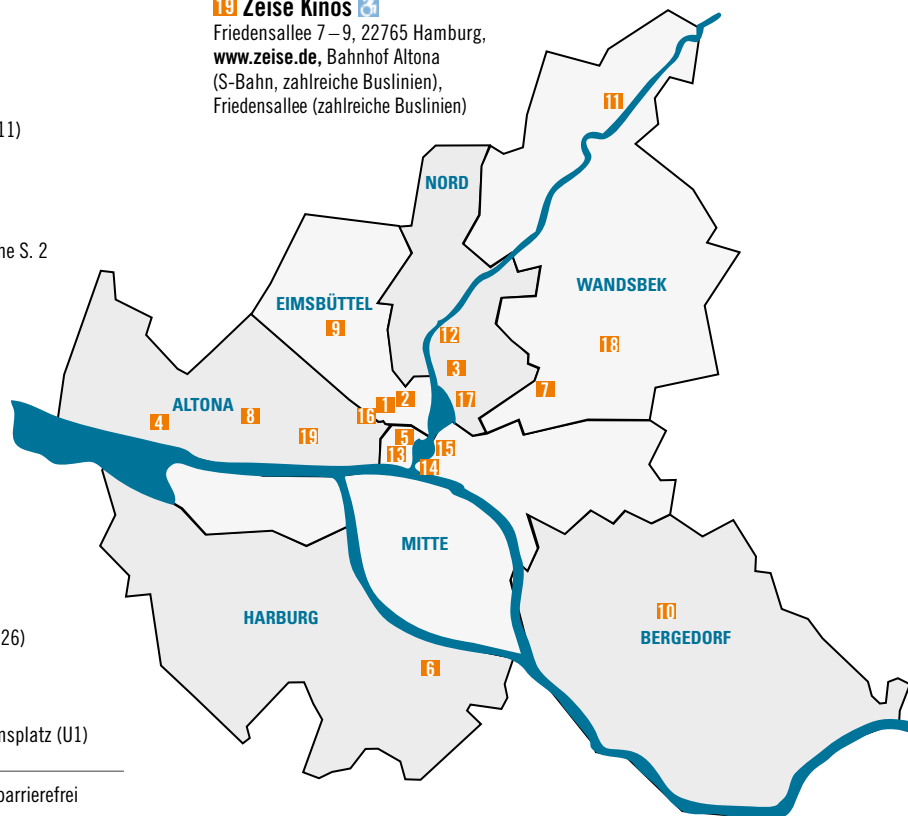 19 Zeise Kinos
Friedensallee 7–9, 22765 Hamburg,
www.zeise.de, Bahnhof Altona
(S-Bahn, zahlreiche Buslinien),
Friedensallee (zahlreiche Buslinien)
11)
ne S. 2
26)
nsplatz (U1)
barrierefrei
11
NORD
WANDSBEK
EIMSBÜTTEL
9
12
18
3
7
ALTONA
4
8
19
16
1
2
17
5
13
15
14
MITTE
HARBURG
10
BERGEDORF
6